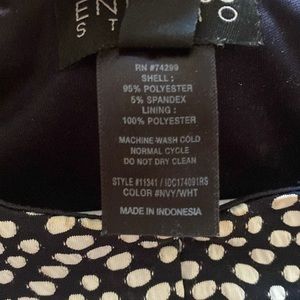 RN #74299
SHELL :
95% POLYESTER
5% SPANDEX
LINING :
100% POLYESTER
MACHINE WASH COLD
NORMAL CYCLE
DO NOT DRY CLEAN
STYLE #11341 / IDC174091RS
COLOR #NVY/WHT
MADE IN INDONESIA